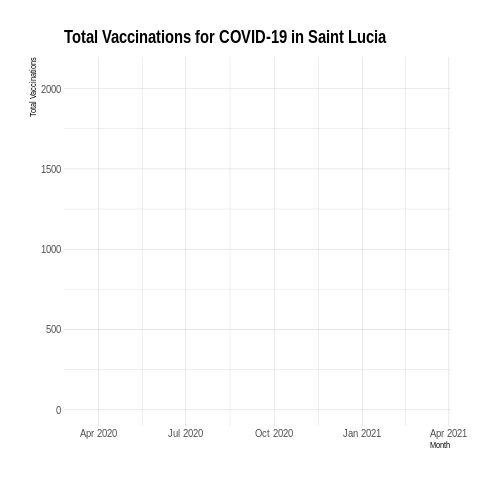 Total Vaccinations for COVID-19 in Saint Lucia
Total Vaccinations
2000
1500
1000
500
0
Apr 2020 Jul 2020 Oct 2020 Jan 2021 Apr 2021
Month